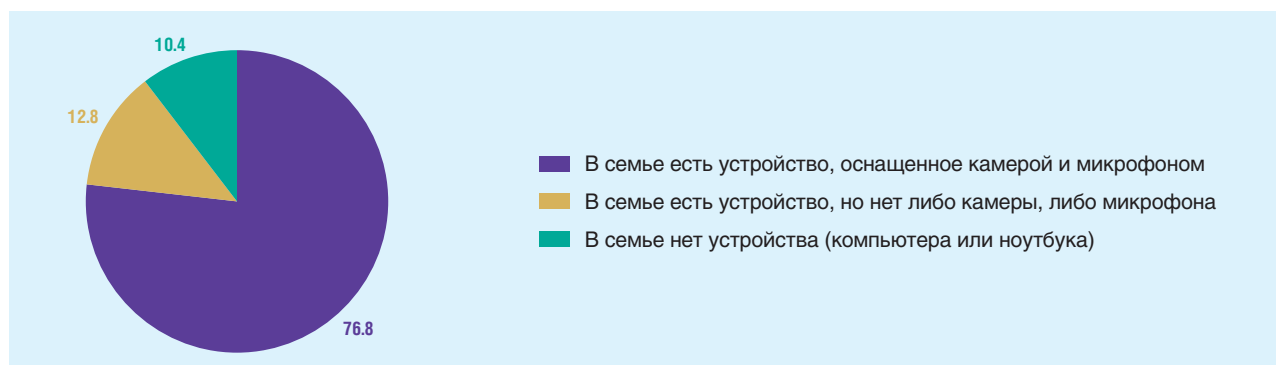 10.4
12.8
76.8
В семье есть устройство, оснащенное камерой и микрофоном
В семье есть устройство, но нет либо камеры, либо микрофона
В семье нет устройства (компьютера или ноутбука)